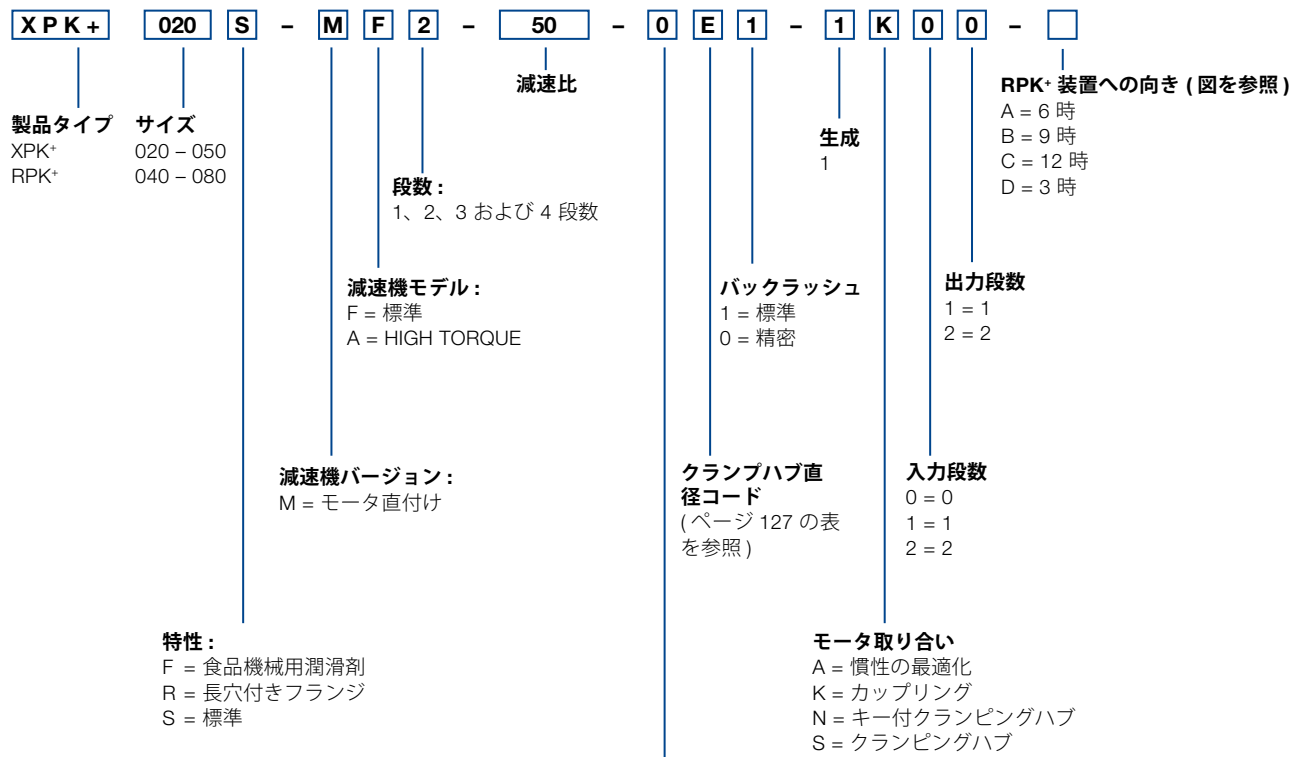 XPK+ 020 S – M F 2 – 50 – 0 E 1 – 1 K 0 0 –
減速比
RPK⁺ 装置への向き ( 図を参照 )
A = 6 時
B = 9 時
C = 12 時
D = 3 時
製品タイプ サイズ
XPK⁺ 020 – 050
RPK⁺ 040 – 080
生成
1
段数 :
1、2、3 および 4 段数
減速機モデル :
F = 標準
A = HIGH TORQUE
バックラッシュ
1 = 標準
0 = 精密
出力段数
1 = 1
2 = 2
減速機バージョン :
M = モータ直付け
クランプハブ直
径コード
( ページ 127 の表
を参照 )
入力段数
0 = 0
1 = 1
2 = 2
特性 :
F = 食品機械用潤滑剤
R = 長穴付きフランジ
S = 標準
モータ取り合い
A = 慣性の最適化
K = カップリング
N = キー付クランピングハブ
S = クランピングハブ